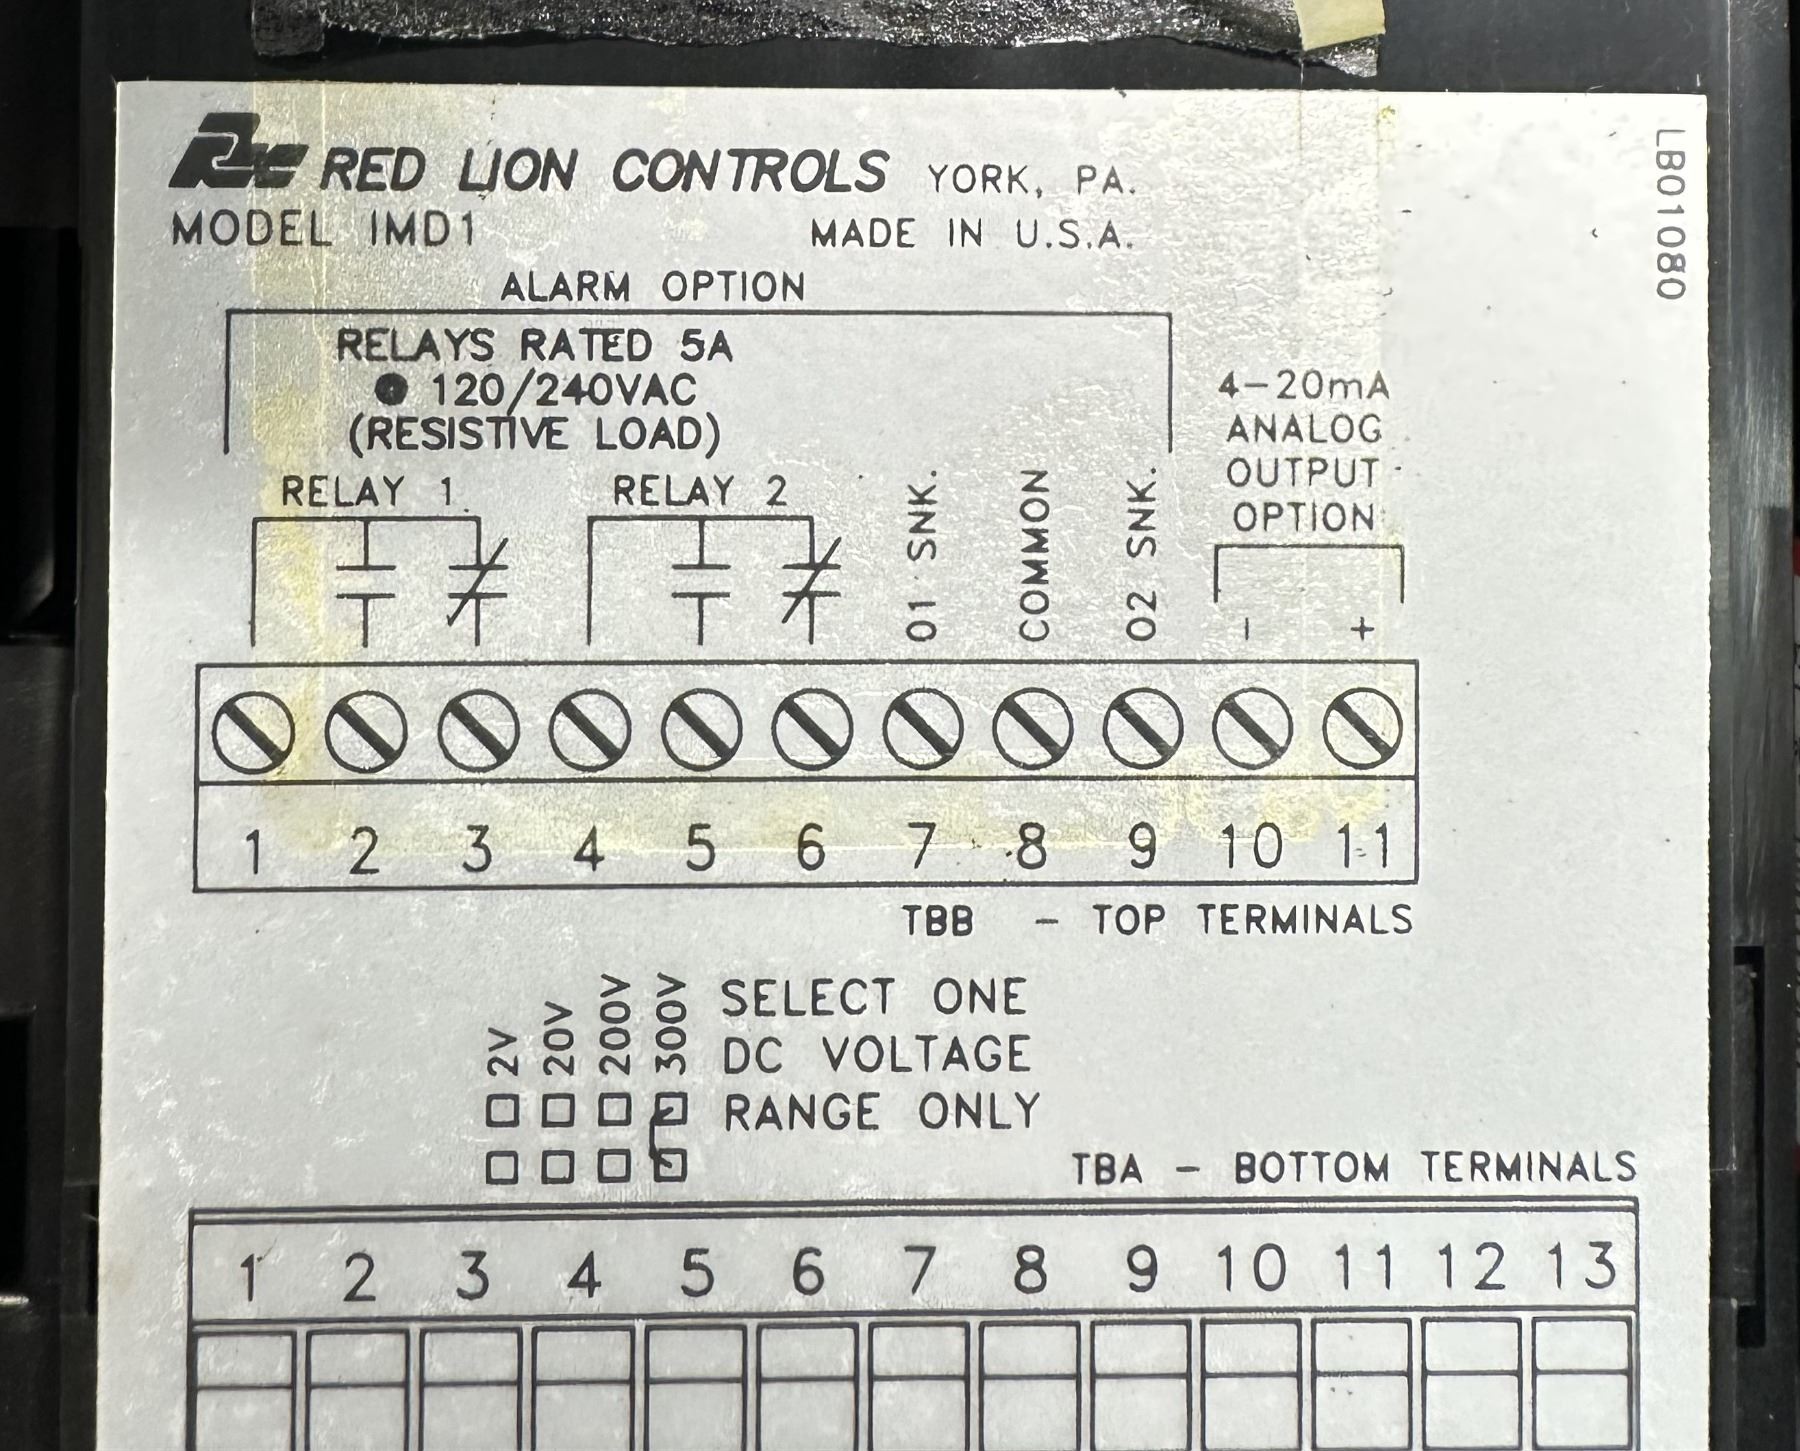 RED LION CONTROLS YORK, PA.
MODEL IMD1 MADE IN U.S.A.
LB01080
ALARM OPTION
RELAYS RATED 5A
● 120/240VAC
(RESISTIVE LOAD)
RELAY 1 RELAY 2
01 SNK.
COMMON
02 SNK.
4-20mA
ANALOG
OUTPUT
OPTION
- +
1 2 3 4 5 6 7 8 9 10 11
TBB - TOP TERMINALS
2V
20V
200V
300V
SELECT ONE
DC VOLTAGE
RANGE ONLY
TBA - BOTTOM TERMINALS
1 2 3 4 5 6 7 8 9 10 11 12 13